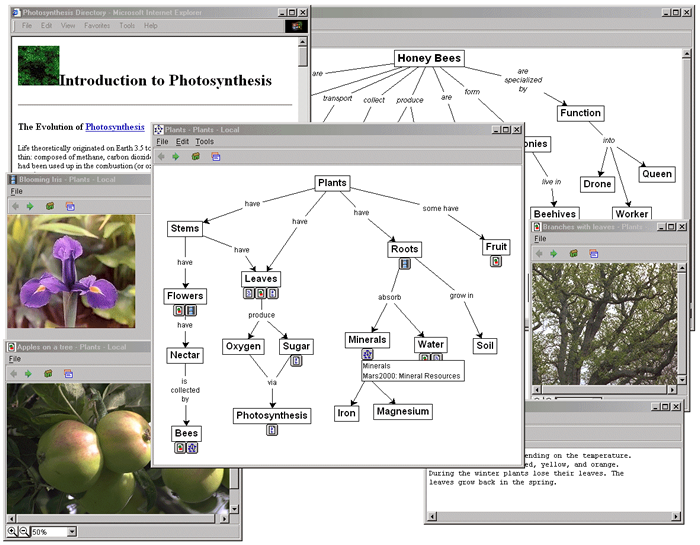 Photosynthesis Directory - Microsoft Internet Explorer
File Edit View Favorites Tools Help
Introduction to Photosynthesis
The Evolution of Photosynthesis
Life theoretically originated on Earth 3.5 to
thin: composed of methane, carbon dioxide
had been used up in the combustion (or ox
Honey Bees
are
transport
collect
produce
are
form
are
specialized
by
Function
onies
into
live in
Drone
Queen
Beehives
Worker
Plants - Plants - Local
File Edit Tools
Plants
have
have
have
some have
Stems
have
Leaves
Roots
Fruit
have
Flowers
produce
absorb
grow in
have
Oxygen
Sugar
Minerals
Water
Soil
Nectar
Minerals
Mars2000: Mineral Resources
via
is
collected
by
Photosynthesis
Iron
Magnesium
Bees
Blooming Iris - Plants - Local
File
Apples on a tree - Plants - Local
File
50%
Branches with leaves - Plants
File
ending on the temperature.
ed, yellow, and orange.
During the winter plants lose their leaves. The
leaves grow back in the spring.